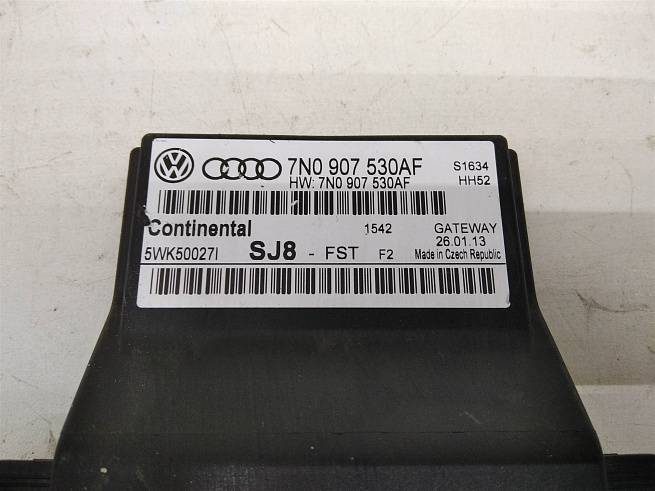 7N0 907 530AF S1634
HW: 7N0 907 530AF HH52
Continental 1542 GATEWAY
26.01.13
5WK50027I SJ8 - FST F2 Made in Czech Republic